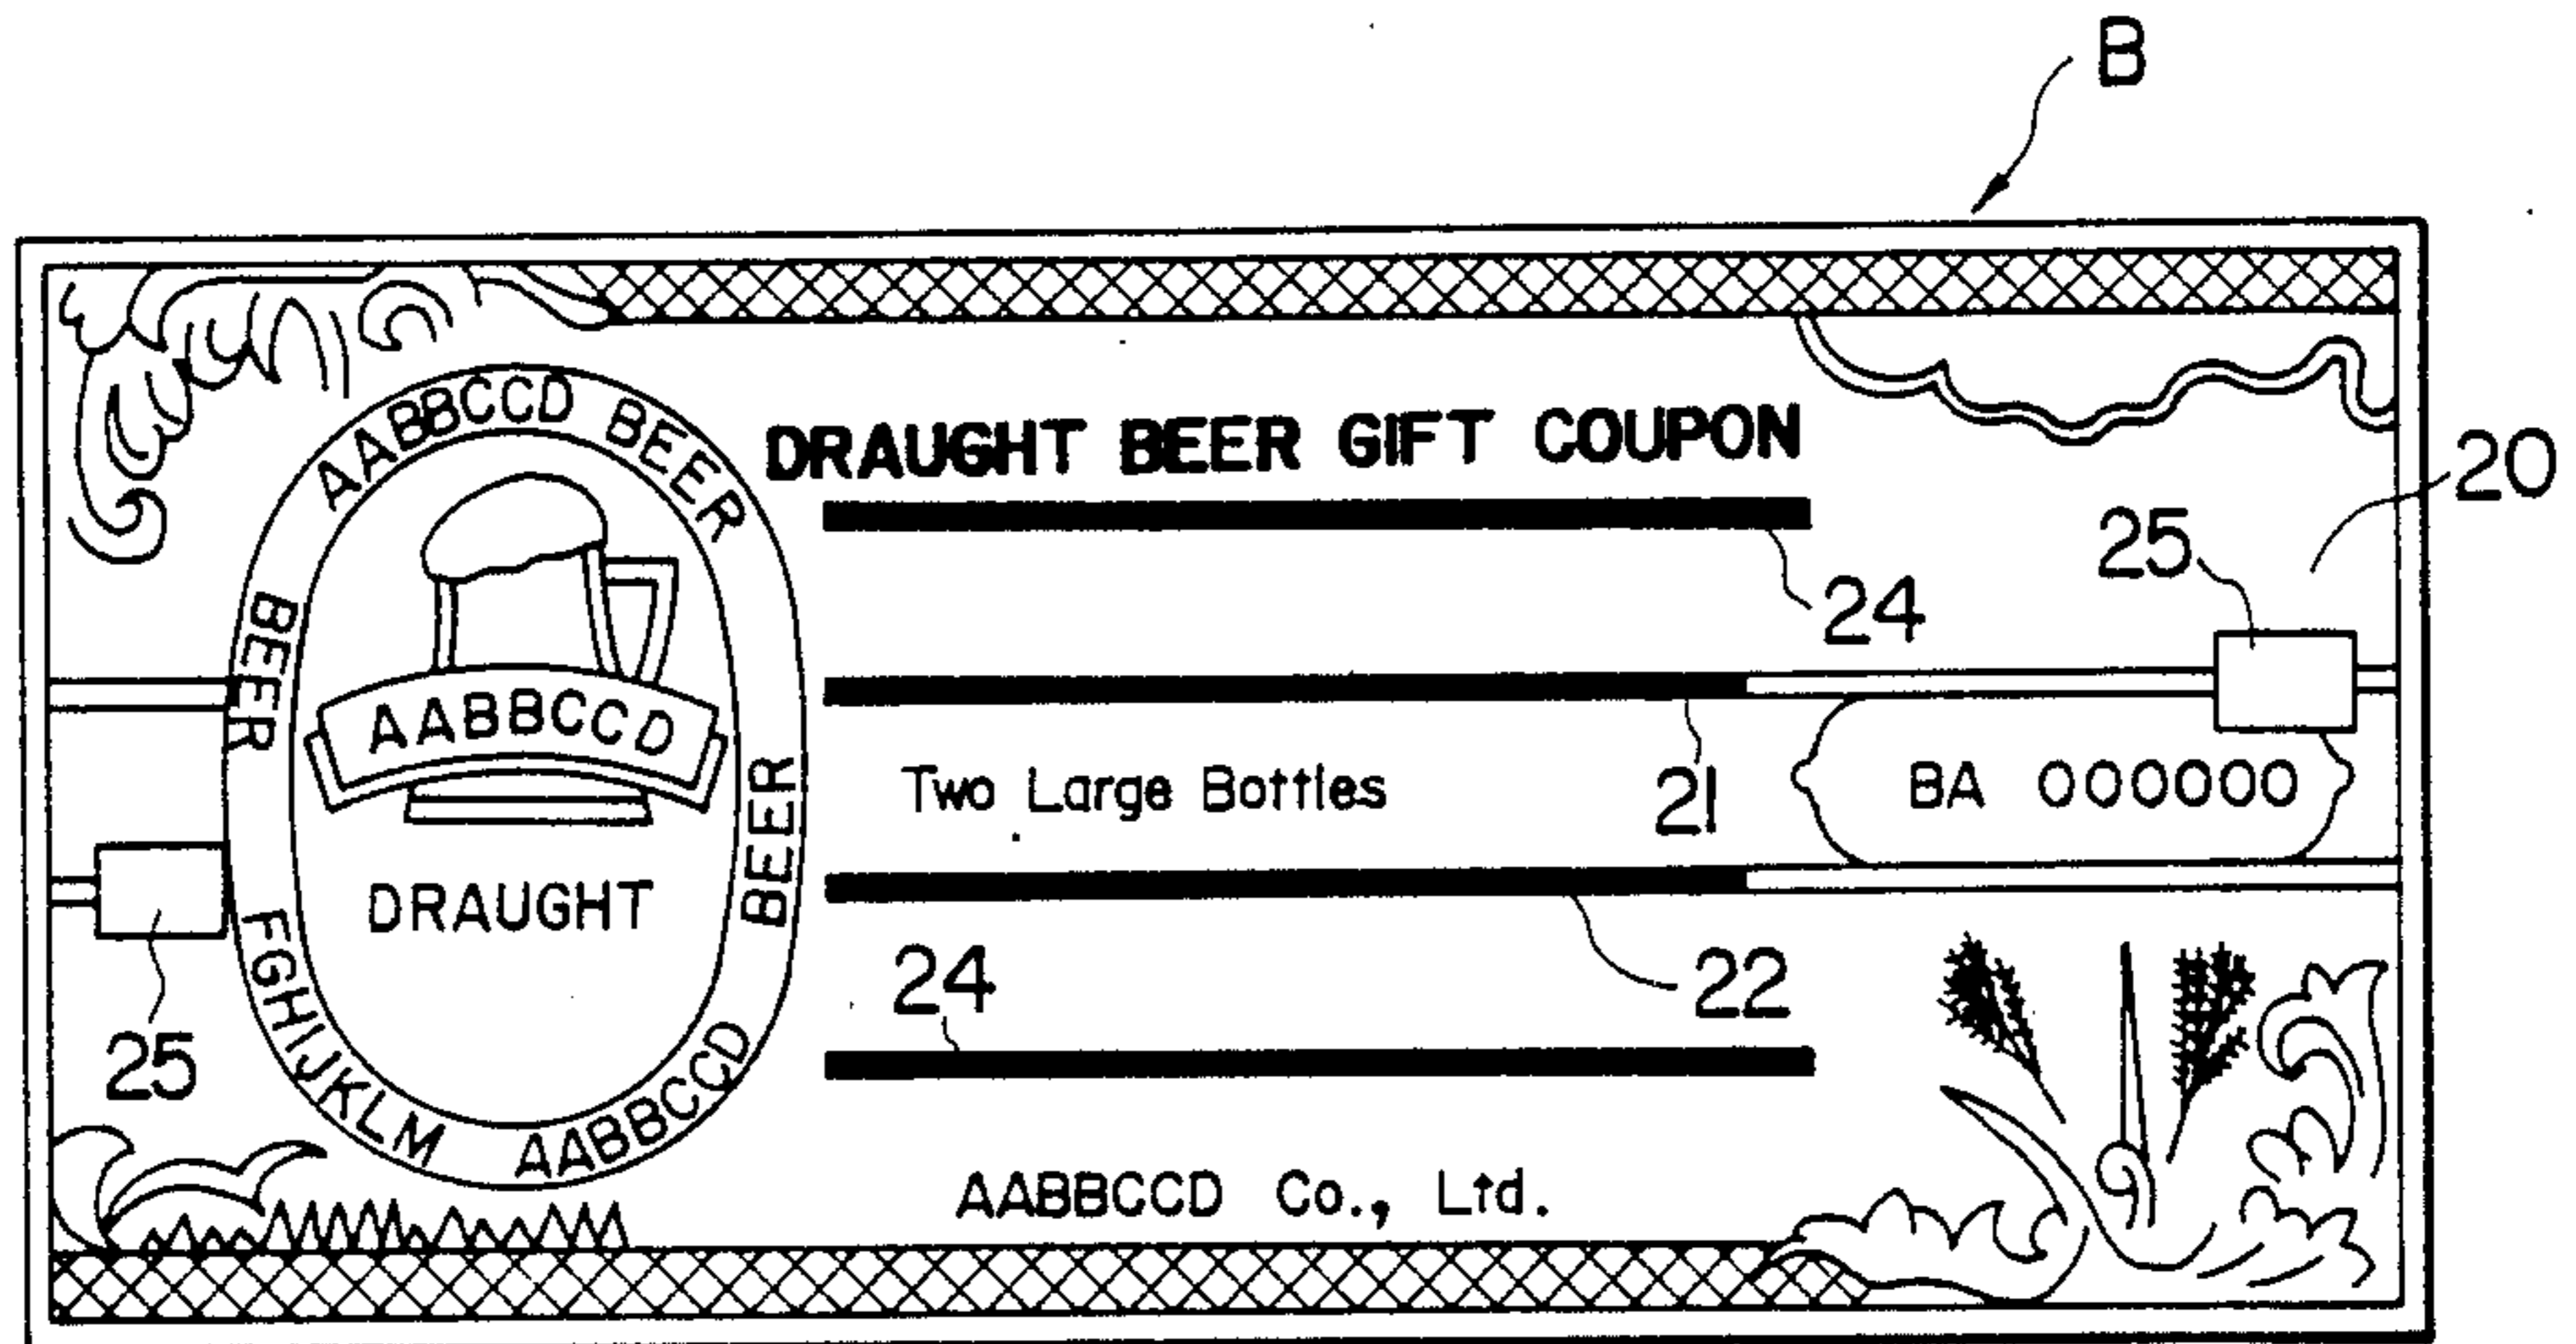 B
AABBCCD BEER
DRAUGHT BEER GIFT COUPON
20
25
24
BEER
AABBCCD
21
Two Large Bottles
BA 000000
BEER
DRAUGHT
22
24
25
FGHIJKLM
AABBCCD
AABBCCD Co., Ltd.